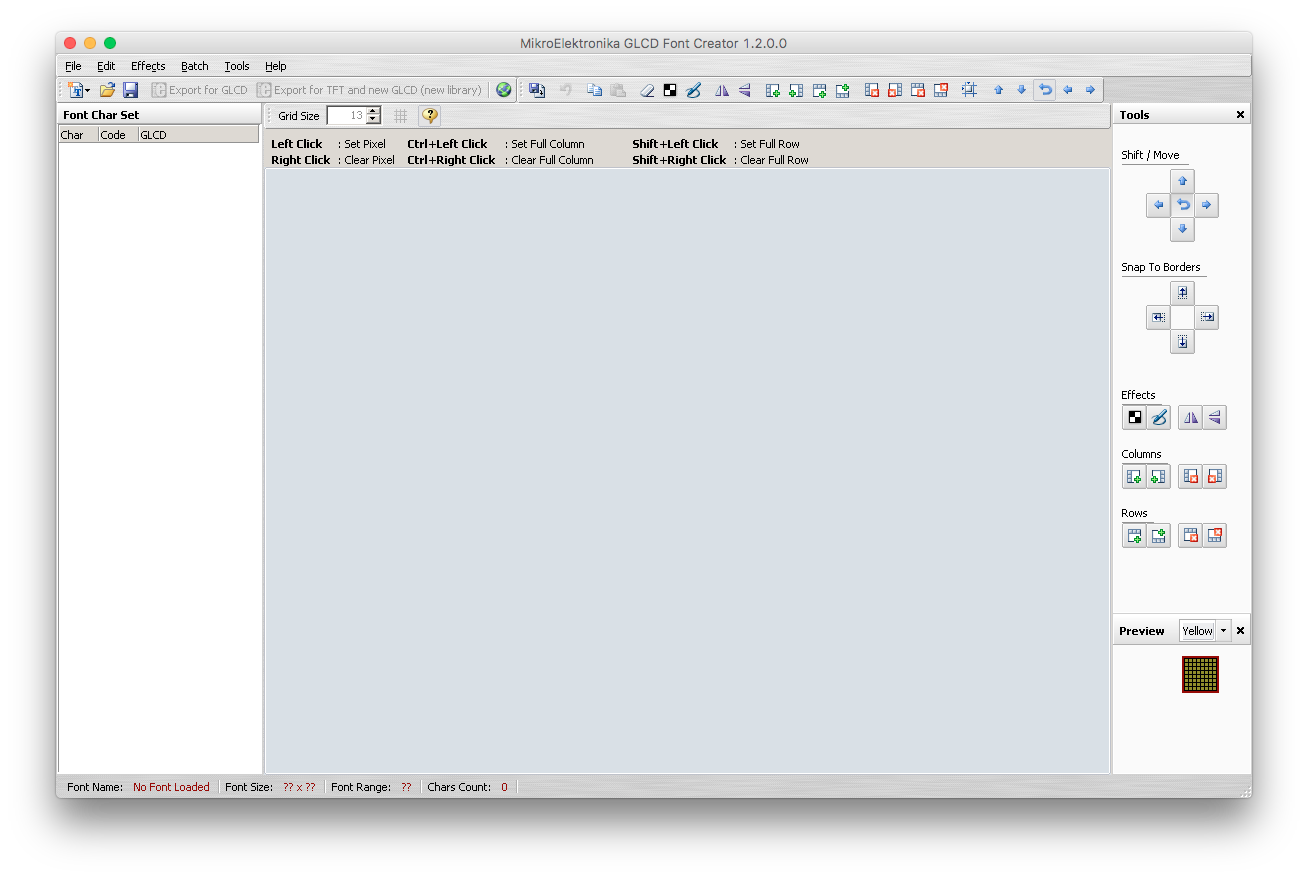 MikroElektronika GLCD Font Creator 1.2.0.0
File Edit Effects Batch Tools Help
Export for GLCD Export for TFT and new GLCD (new library)
Font Char Set
Char Code GLCD
Grid Size 13
Left Click : Set Pixel Ctrl+Left Click : Set Full Column Shift+Left Click : Set Full Row
Right Click : Clear Pixel Ctrl+Right Click : Clear Full Column Shift+Right Click : Clear Full Row
Tools
Shift / Move
Snap To Borders
Effects
Columns
Rows
Preview Yellow
Font Name: No Font Loaded Font Size: ?? x ?? Font Range: ?? Chars Count: 0